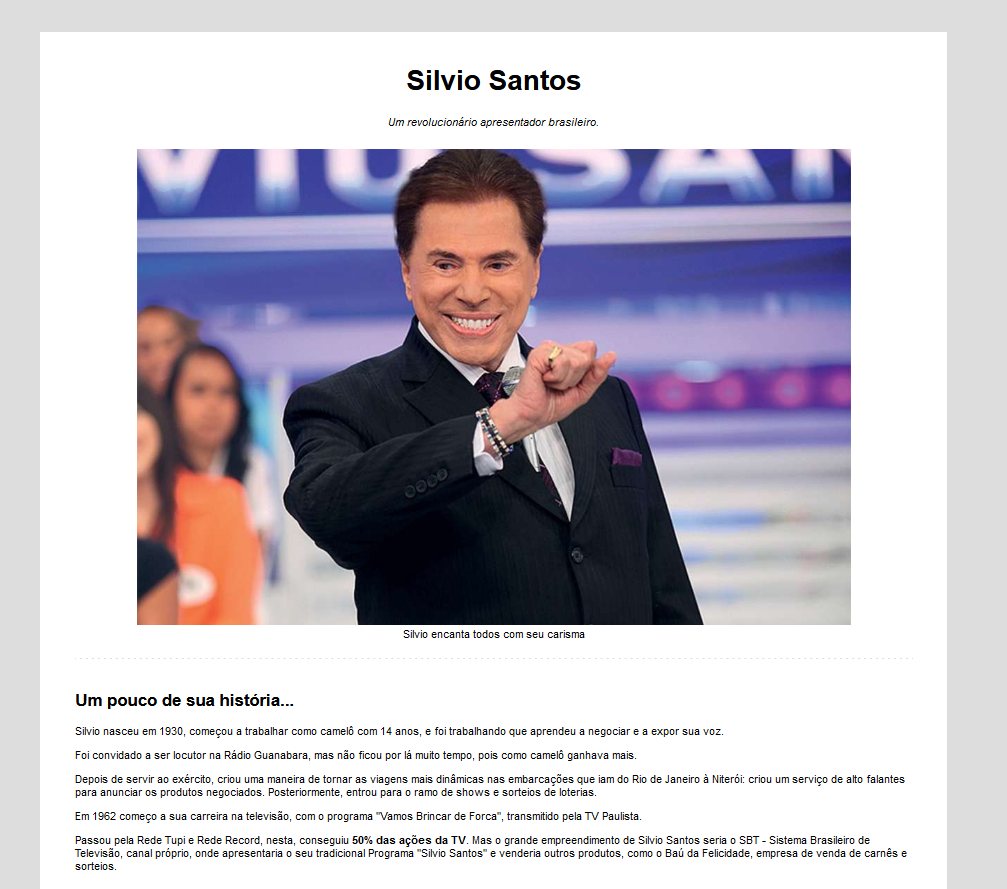 Silvio Santos
Um revolucionário apresentador brasileiro.
VIO SAN
Silvio encanta todos com seu carisma
Um pouco de sua história...
Silvio nasceu em 1930, começou a trabalhar como camelô com 14 anos, e foi trabalhando que aprendeu a negociar e a expor sua voz.
Foi convidado a ser locutor na Rádio Guanabara, mas não ficou por lá muito tempo, pois como camelô ganhava mais.
Depois de servir ao exército, criou uma maneira de tornar as viagens mais dinâmicas nas embarcações que iam do Rio de Janeiro à Niterói: criou um serviço de alto falantes
para anunciar os produtos negociados. Posteriormente, entrou para o ramo de shows e sorteios de loterias.
Em 1962 começo a sua carreira na televisão, com o programa "Vamos Brincar de Forca", transmitido pela TV Paulista.
Passou pela Rede Tupi e Rede Record, nesta, conseguiu 50% das ações da TV. Mas o grande empreendimento de Silvio Santos seria o SBT - Sistema Brasileiro de
Televisão, canal próprio, onde apresentaria o seu tradicional Programa "Silvio Santos" e venderia outros produtos, como o Baú da Felicidade, empresa de venda de carnês e
sorteios.